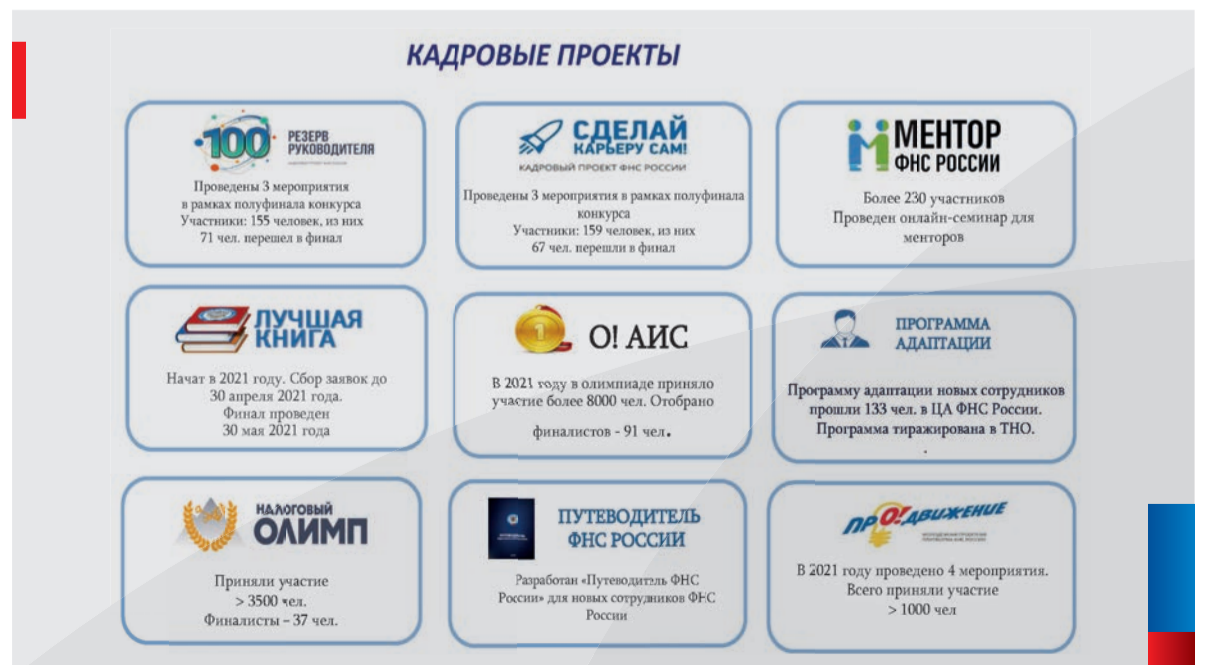 КАДРОВЫЕ ПРОЕКТЫ
100 РЕЗЕРВ
РУКОВОДИТЕЛЯ
Проведены 3 мероприятия
в рамках полуфинала конкурса
Участники: 155 человек, из них
71 чел. перешел в финал
СДЕЛАЙ
КАРЬЕРУ САМ!
КАДРОВЫЙ ПРОЕКТ ФНС РОССИИ
Проведены 3 мероприятия в рамках полуфинала
конкурса
Участники: 159 человек, из них
67 чел. перешли в финал
МЕНТОР
ФНС РОССИИ
Более 230 участников
Проведен онлайн-семинар для
менторов
ЛУЧШАЯ
КНИГА
Начат в 2021 году. Сбор заявок до
30 апреля 2021 года.
Финал проведен
30 мая 2021 года
1
О! АИС
В 2021 году в олимпиаде приняло
участие более 8000 чел. Отобрано
финалистов - 91 чел.
ПРОГРАММА
АДАПТАЦИИ
Программу адаптации новых сотрудников
прошли 133 чел. в ЦА ФНС России.
Программа тиражирована в ТНО.
.
НАЛОГОВЫЙ
ОЛИМП
Приняли участие
> 3500 чел.
Финалисты – 37 чел.
ПУТЕВОДИТЕЛЬ
ФНС РОССИИ
Разработан «Путеводитель ФНС
России» для новых сотрудников ФНС
России
ПРО!ДВИЖЕНИЕ
В 2021 году проведено 4 мероприятия.
Всего приняли участие
> 1000 чел